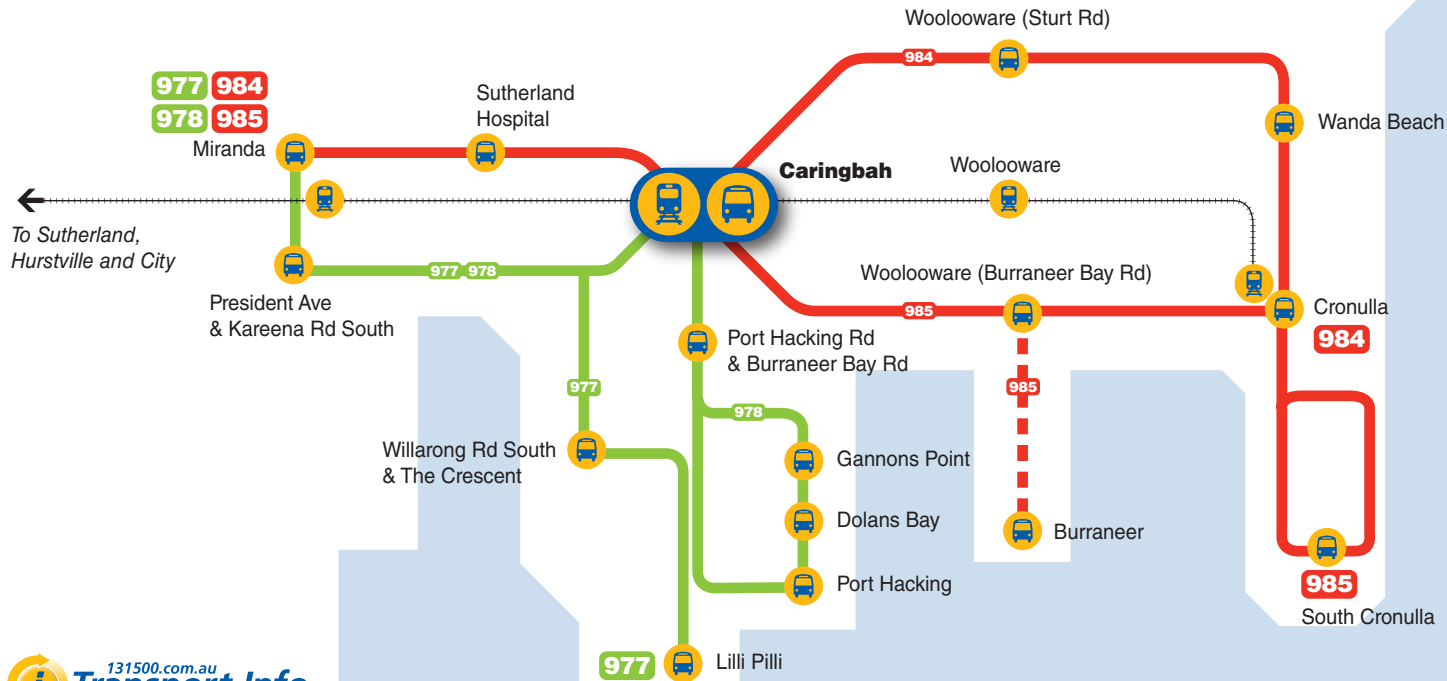 Woolooware (Sturt Rd)
984
977 984
978 985
Miranda
Sutherland
Hospital
Wanda Beach
Caringbah
Woolooware
To Sutherland,
Hurstville and City
977 978
President Ave
& Kareena Rd South
Woolooware (Burraneer Bay Rd)
985
Cronulla
984
Port Hacking Rd
& Burraneer Bay Rd
977
985
978
Willarong Rd South
& The Crescent
Gannons Point
Dolans Bay
Burraneer
Port Hacking
985
South Cronulla
977
Lilli Pilli
131500.com.au
i Transport Info